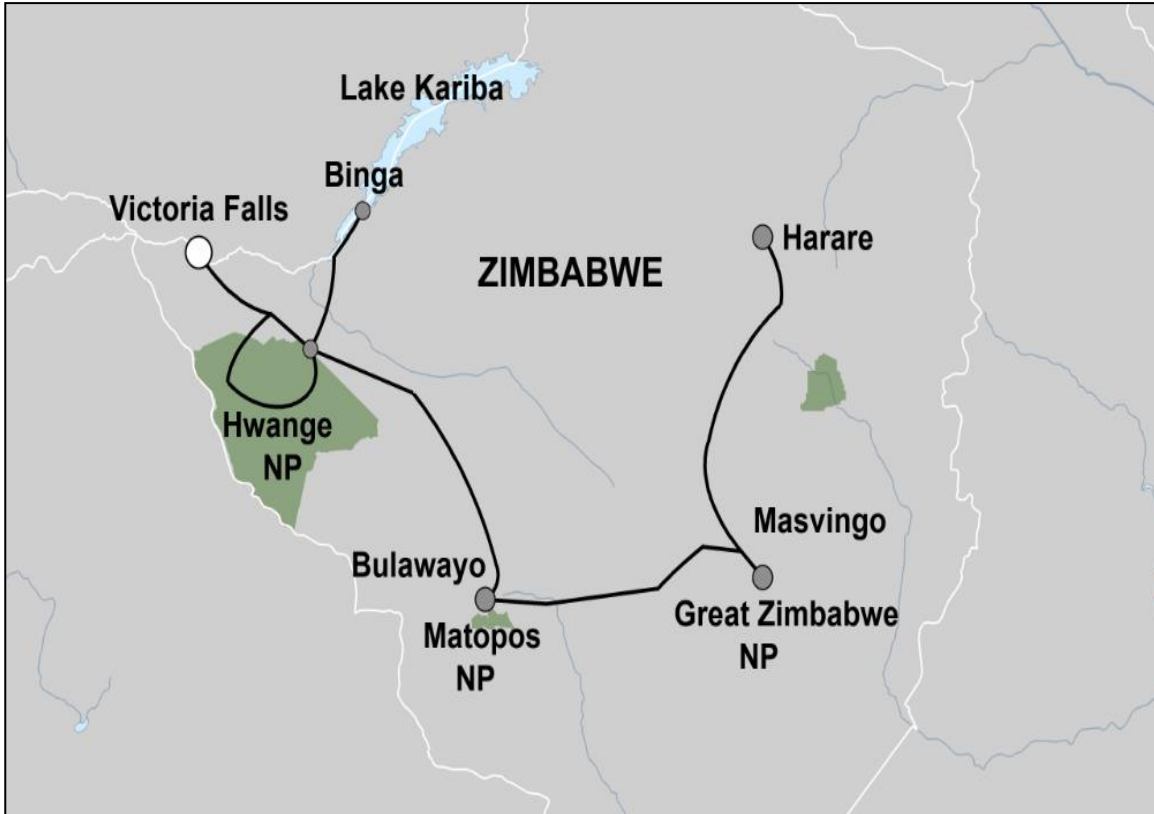 Lake Kariba
Binga
Victoria Falls
Harare
ZIMBABWE
Hwange
NP
Masvingo
Bulawayo
Great Zimbabwe
NP
Matopos
NP